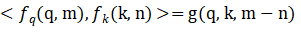 < f_q(q, m), f_k(k, n) >= g(q, k, m − n)